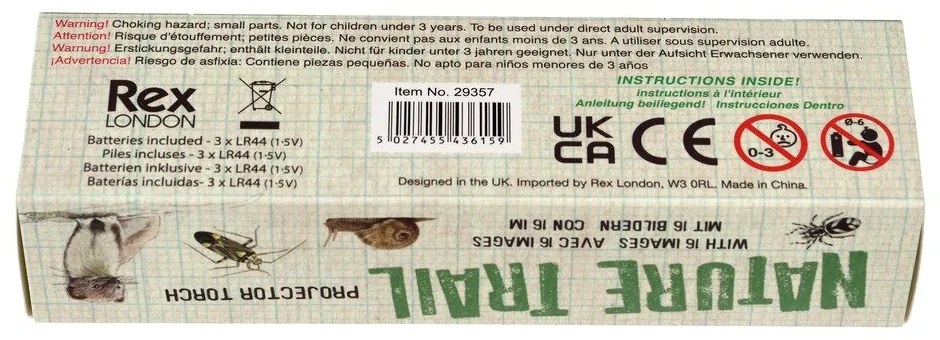 Warning! Choking hazard; small parts. Not for children under 3 years. To be used under direct adult supervision.
Attention! Risque d'étouffement; petites pièces. Ne convient pas aux enfants moins de 3 ans. A utiliser sous supervision adulte.
Warnung! Erstickungsgefahr; enthält kleinteile. Nicht für kinder unter 3 jahren geeignet. Nur unter der Aufsicht Erwachsener verwenden.
¡Advertencia! Riesgo de asfixia: Contiene piezas pequeñas. No apto para niños menores de 3 años
Rex
LONDON
Batteries included - 3 x LR44 (1·5V)
Piles incluses - 3 x LR44 (1·5V)
Batterien inklusive - 3 x LR44 (1·5V)
Baterías incluidas- 3 x LR44 (1·5V)
Item No. 29357
5 027455 436159
INSTRUCTIONS INSIDE!
instructions à l'intérieur
Anleitung beiliegend! Instrucciones Dentro
UK
CA
CE
0-3
0-6
Designed in the UK. Imported by Rex London, W3 0RL. Made in China.
NATURE TRAIL
PROJECTOR TORCH
WITH 16 IMAGES AVEC 16 IMAGES
MIT 16 BILDERN CON 16 IM